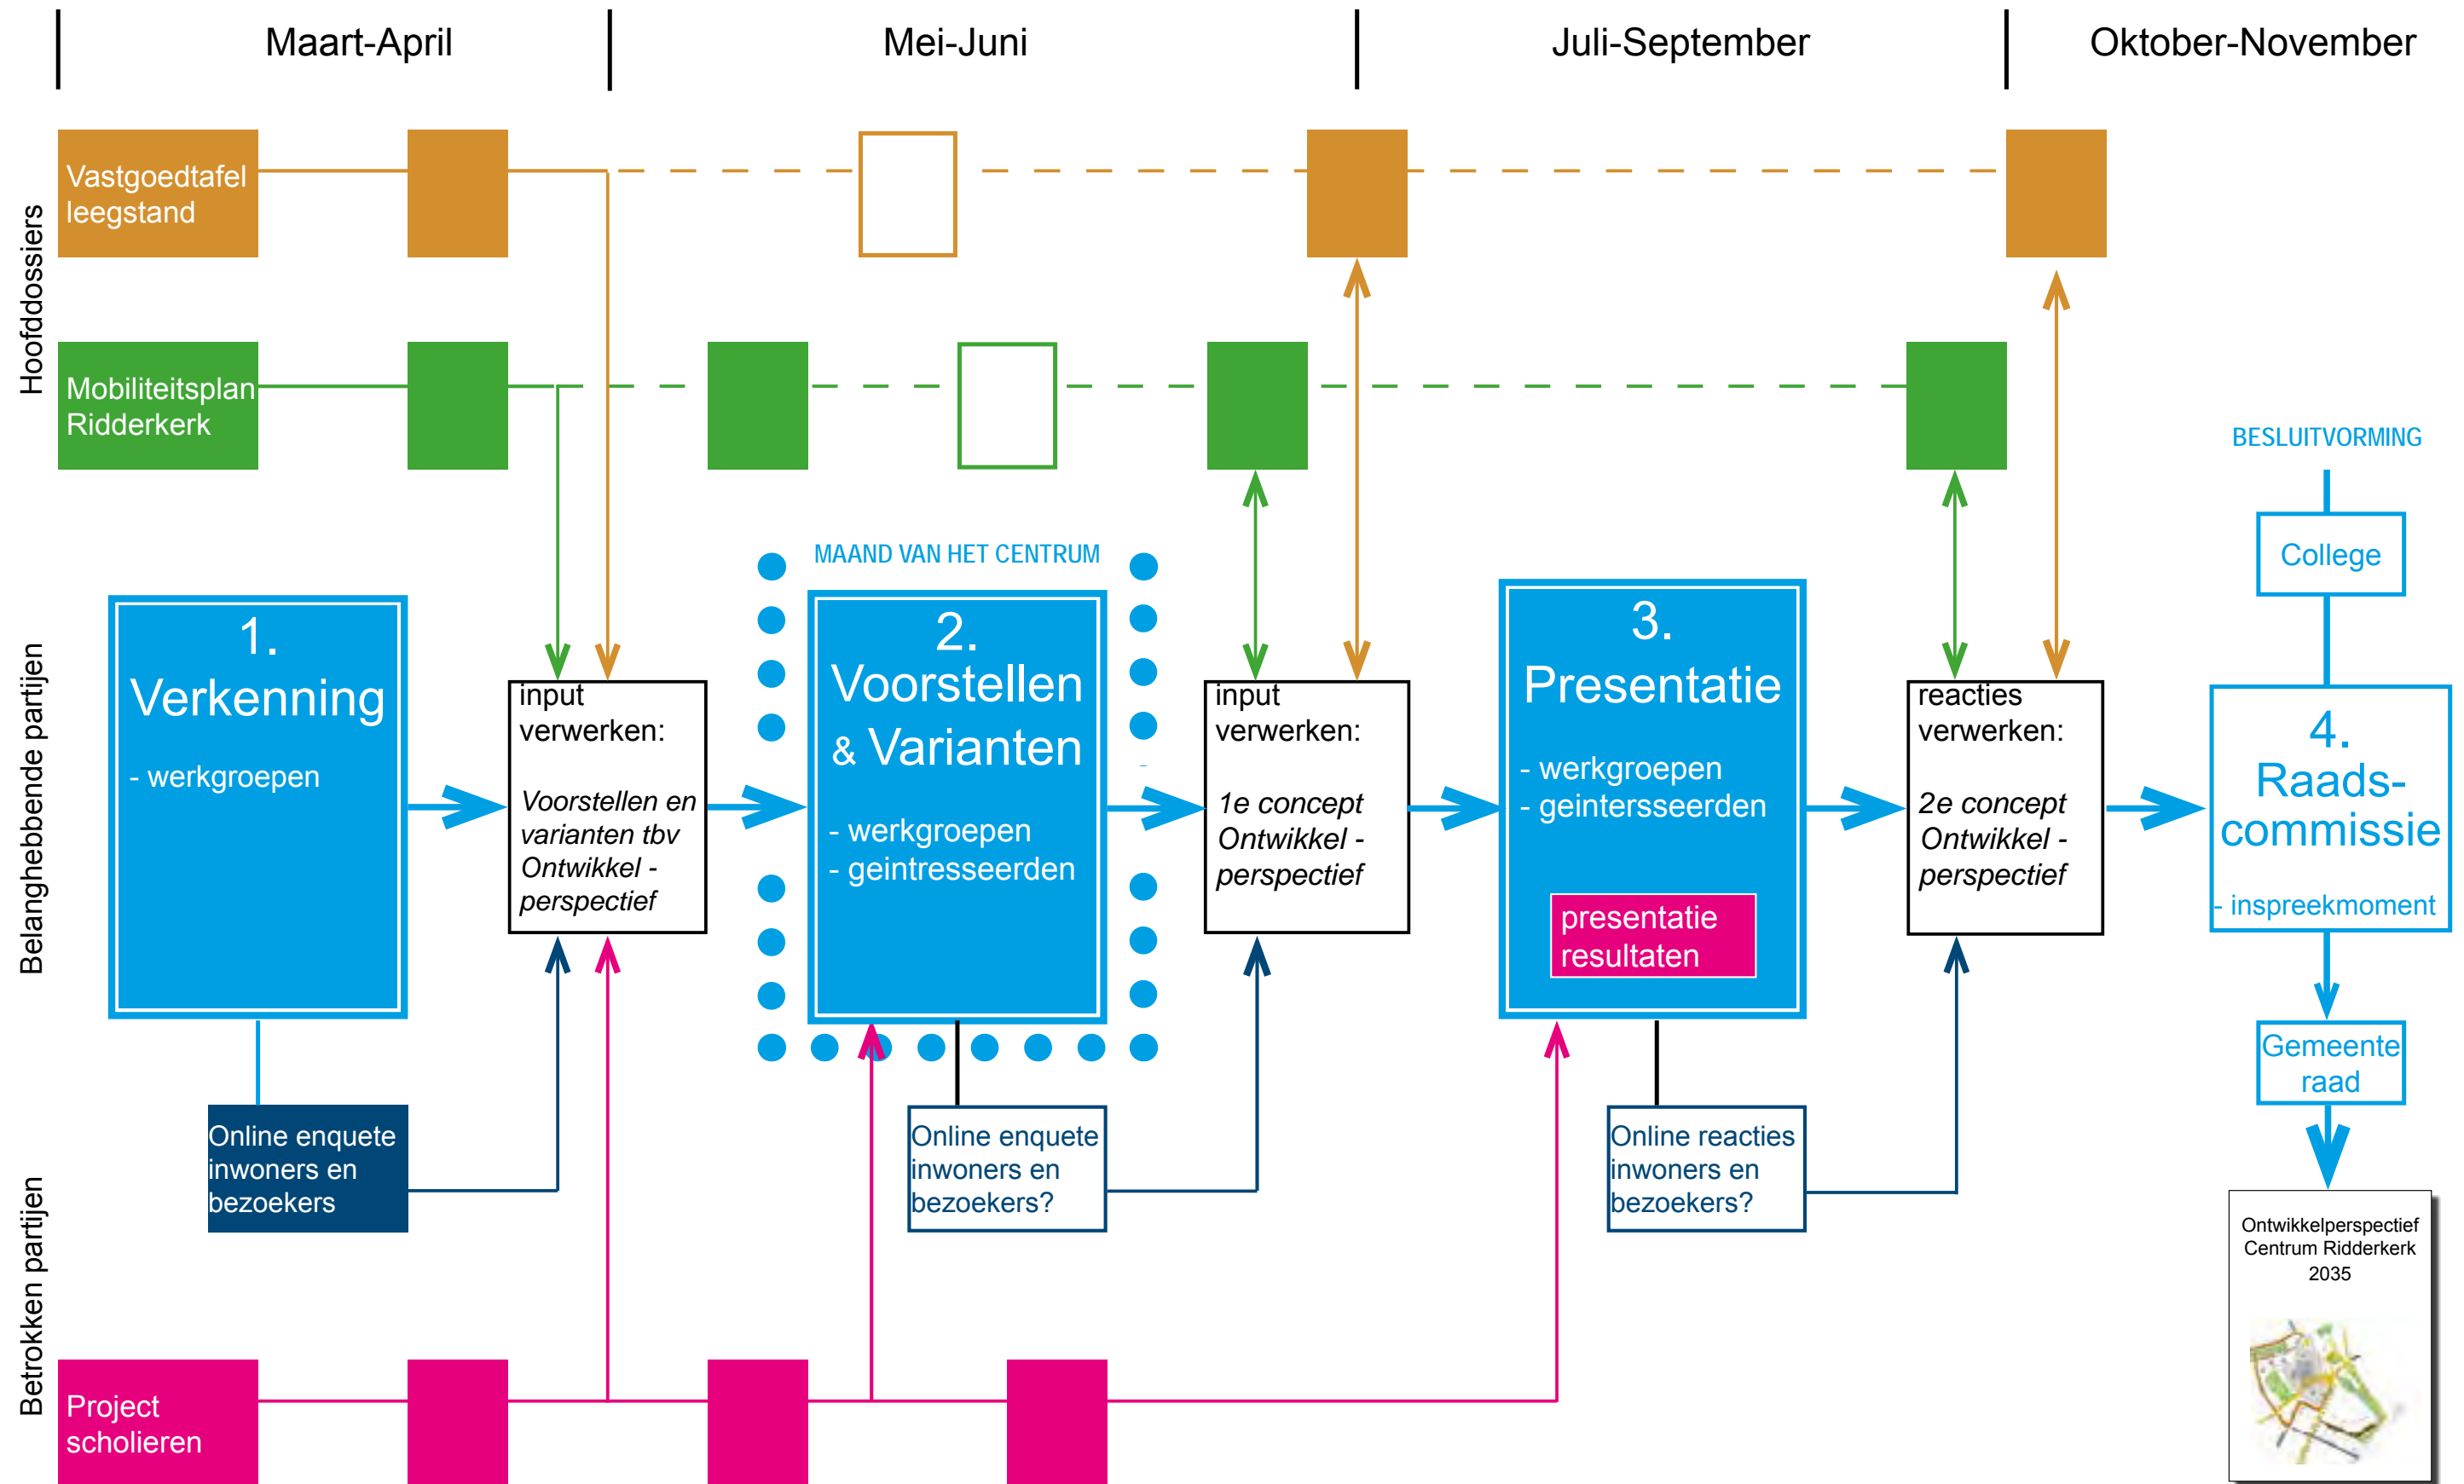 Maart-April
Mei-Juni
Juli-September
Oktober-November
Hoofddossiers
Vastgoedtafel
leegstand
Mobiliteitsplan
Ridderkerk
Belanghebbende partijen
1.
Verkenning
- werkgroepen
input
verwerken:
Voorstellen en
varianten tbv
Ontwikkel -
perspectief
MAAND VAN HET CENTRUM
2.
Voorstellen
& Varianten
- werkgroepen
- geintresseerden
input
verwerken:
1e concept
Ontwikkel -
perspectief
3.
Presentatie
- werkgroepen
- geintersseerden
presentatie
resultaten
reacties
verwerken:
2e concept
Ontwikkel -
perspectief
BESLUITVORMING
College
4.
Raads-
commissie
- inspreekmoment
Gemeente
raad
Betrokken partijen
Online enquete
inwoners en
bezoekers
Online enquete
inwoners en
bezoekers?
Online reacties
inwoners en
bezoekers?
Project
scholieren
Ontwikkelperspectief
Centrum Ridderkerk
2035